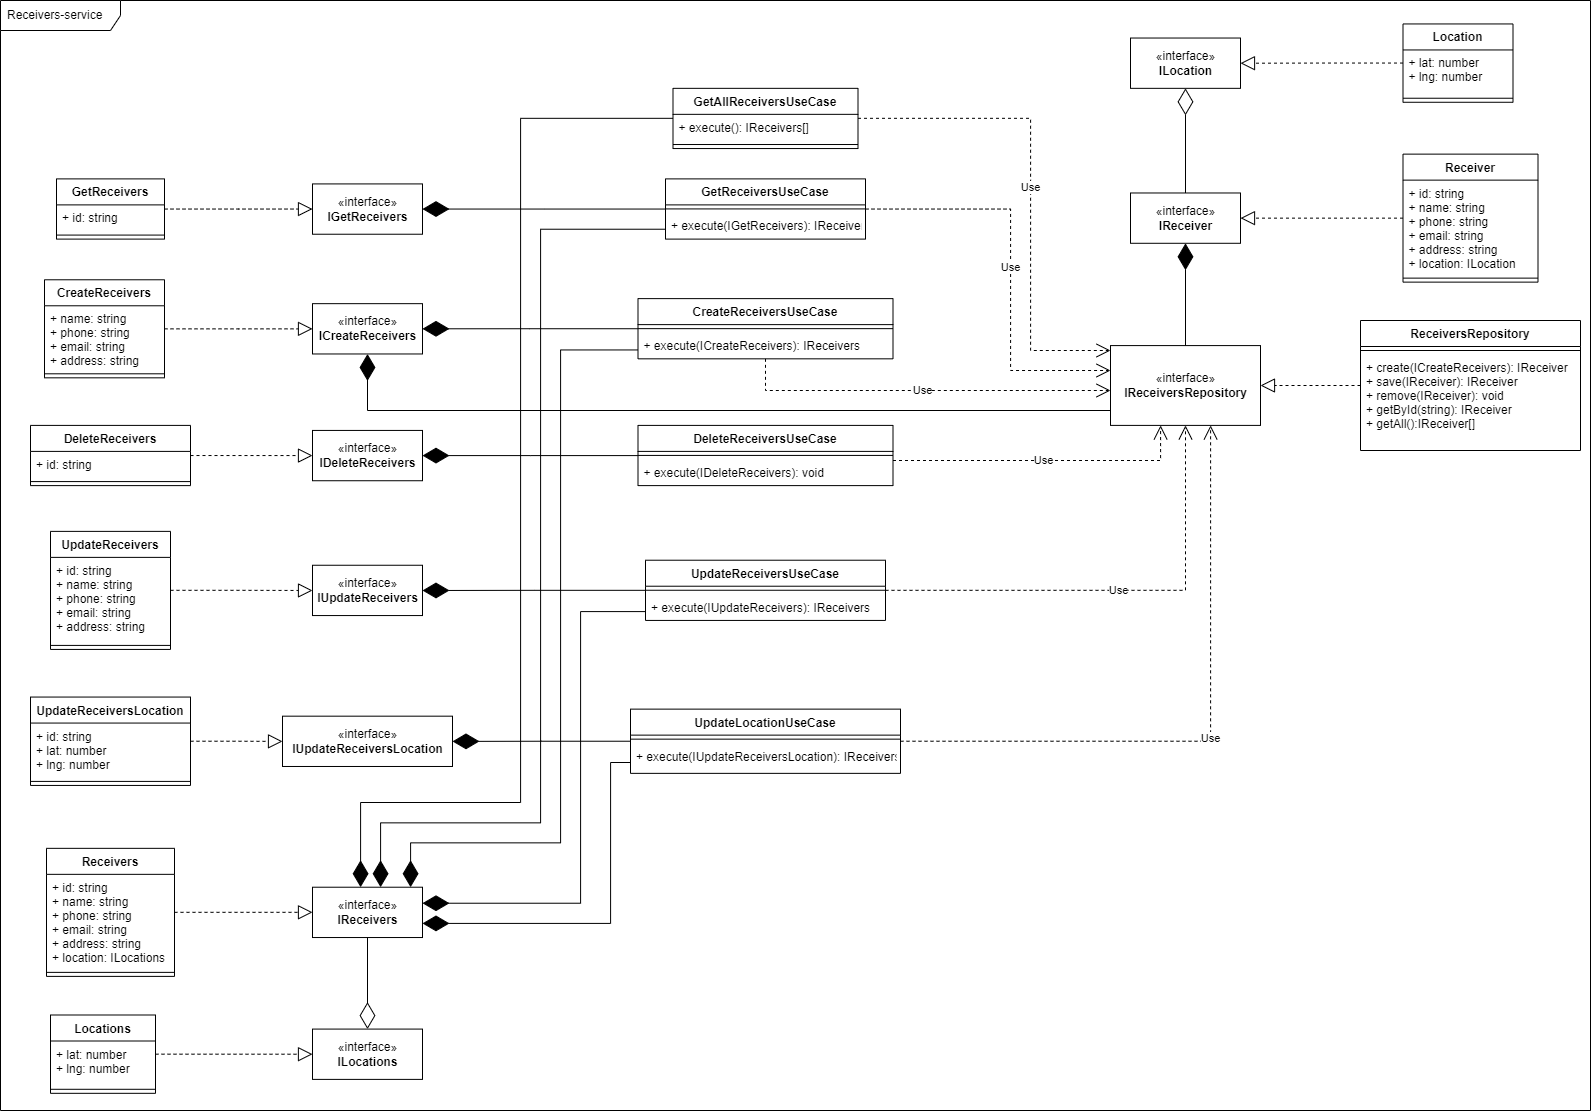 Receivers-service
«interface»
ILocation
Location
+ lat: number
+ lng: number
GetAllReceiversUseCase
+ execute(): IReceivers[]
Use
Receiver
+ id: string
+ name: string
+ phone: string
+ email: string
+ address: string
+ location: ILocation
GetReceivers
+ id: string
«interface»
IGetReceivers
GetReceiversUseCase
+ execute(IGetReceivers): IReceive
Use
«interface»
IReceiver
CreateReceivers
+ name: string
+ phone: string
+ email: string
+ address: string
«interface»
ICreateReceivers
CreateReceiversUseCase
+ execute(ICreateReceivers): IReceivers
Use
«interface»
IReceiversRepository
ReceiversRepository
+ create(ICreateReceivers): IReceiver
+ save(IReceiver): IReceiver
+ remove(IReceiver): void
+ getById(string): IReceiver
+ getAll():IReceiver[]
DeleteReceivers
+ id: string
«interface»
IDeleteReceivers
DeleteReceiversUseCase
+ execute(IDeleteReceivers): void
Use
UpdateReceivers
+ id: string
+ name: string
+ phone: string
+ email: string
+ address: string
«interface»
IUpdateReceivers
UpdateReceiversUseCase
+ execute(IUpdateReceivers): IReceivers
Use
UpdateReceiversLocation
+ id: string
+ lat: number
+ lng: number
«interface»
IUpdateReceiversLocation
UpdateLocationUseCase
+ execute(IUpdateReceiversLocation): IReceivers
Use
Receivers
+ id: string
+ name: string
+ phone: string
+ email: string
+ address: string
+ location: ILocations
«interface»
IReceivers
Locations
+ lat: number
+ lng: number
«interface»
ILocations